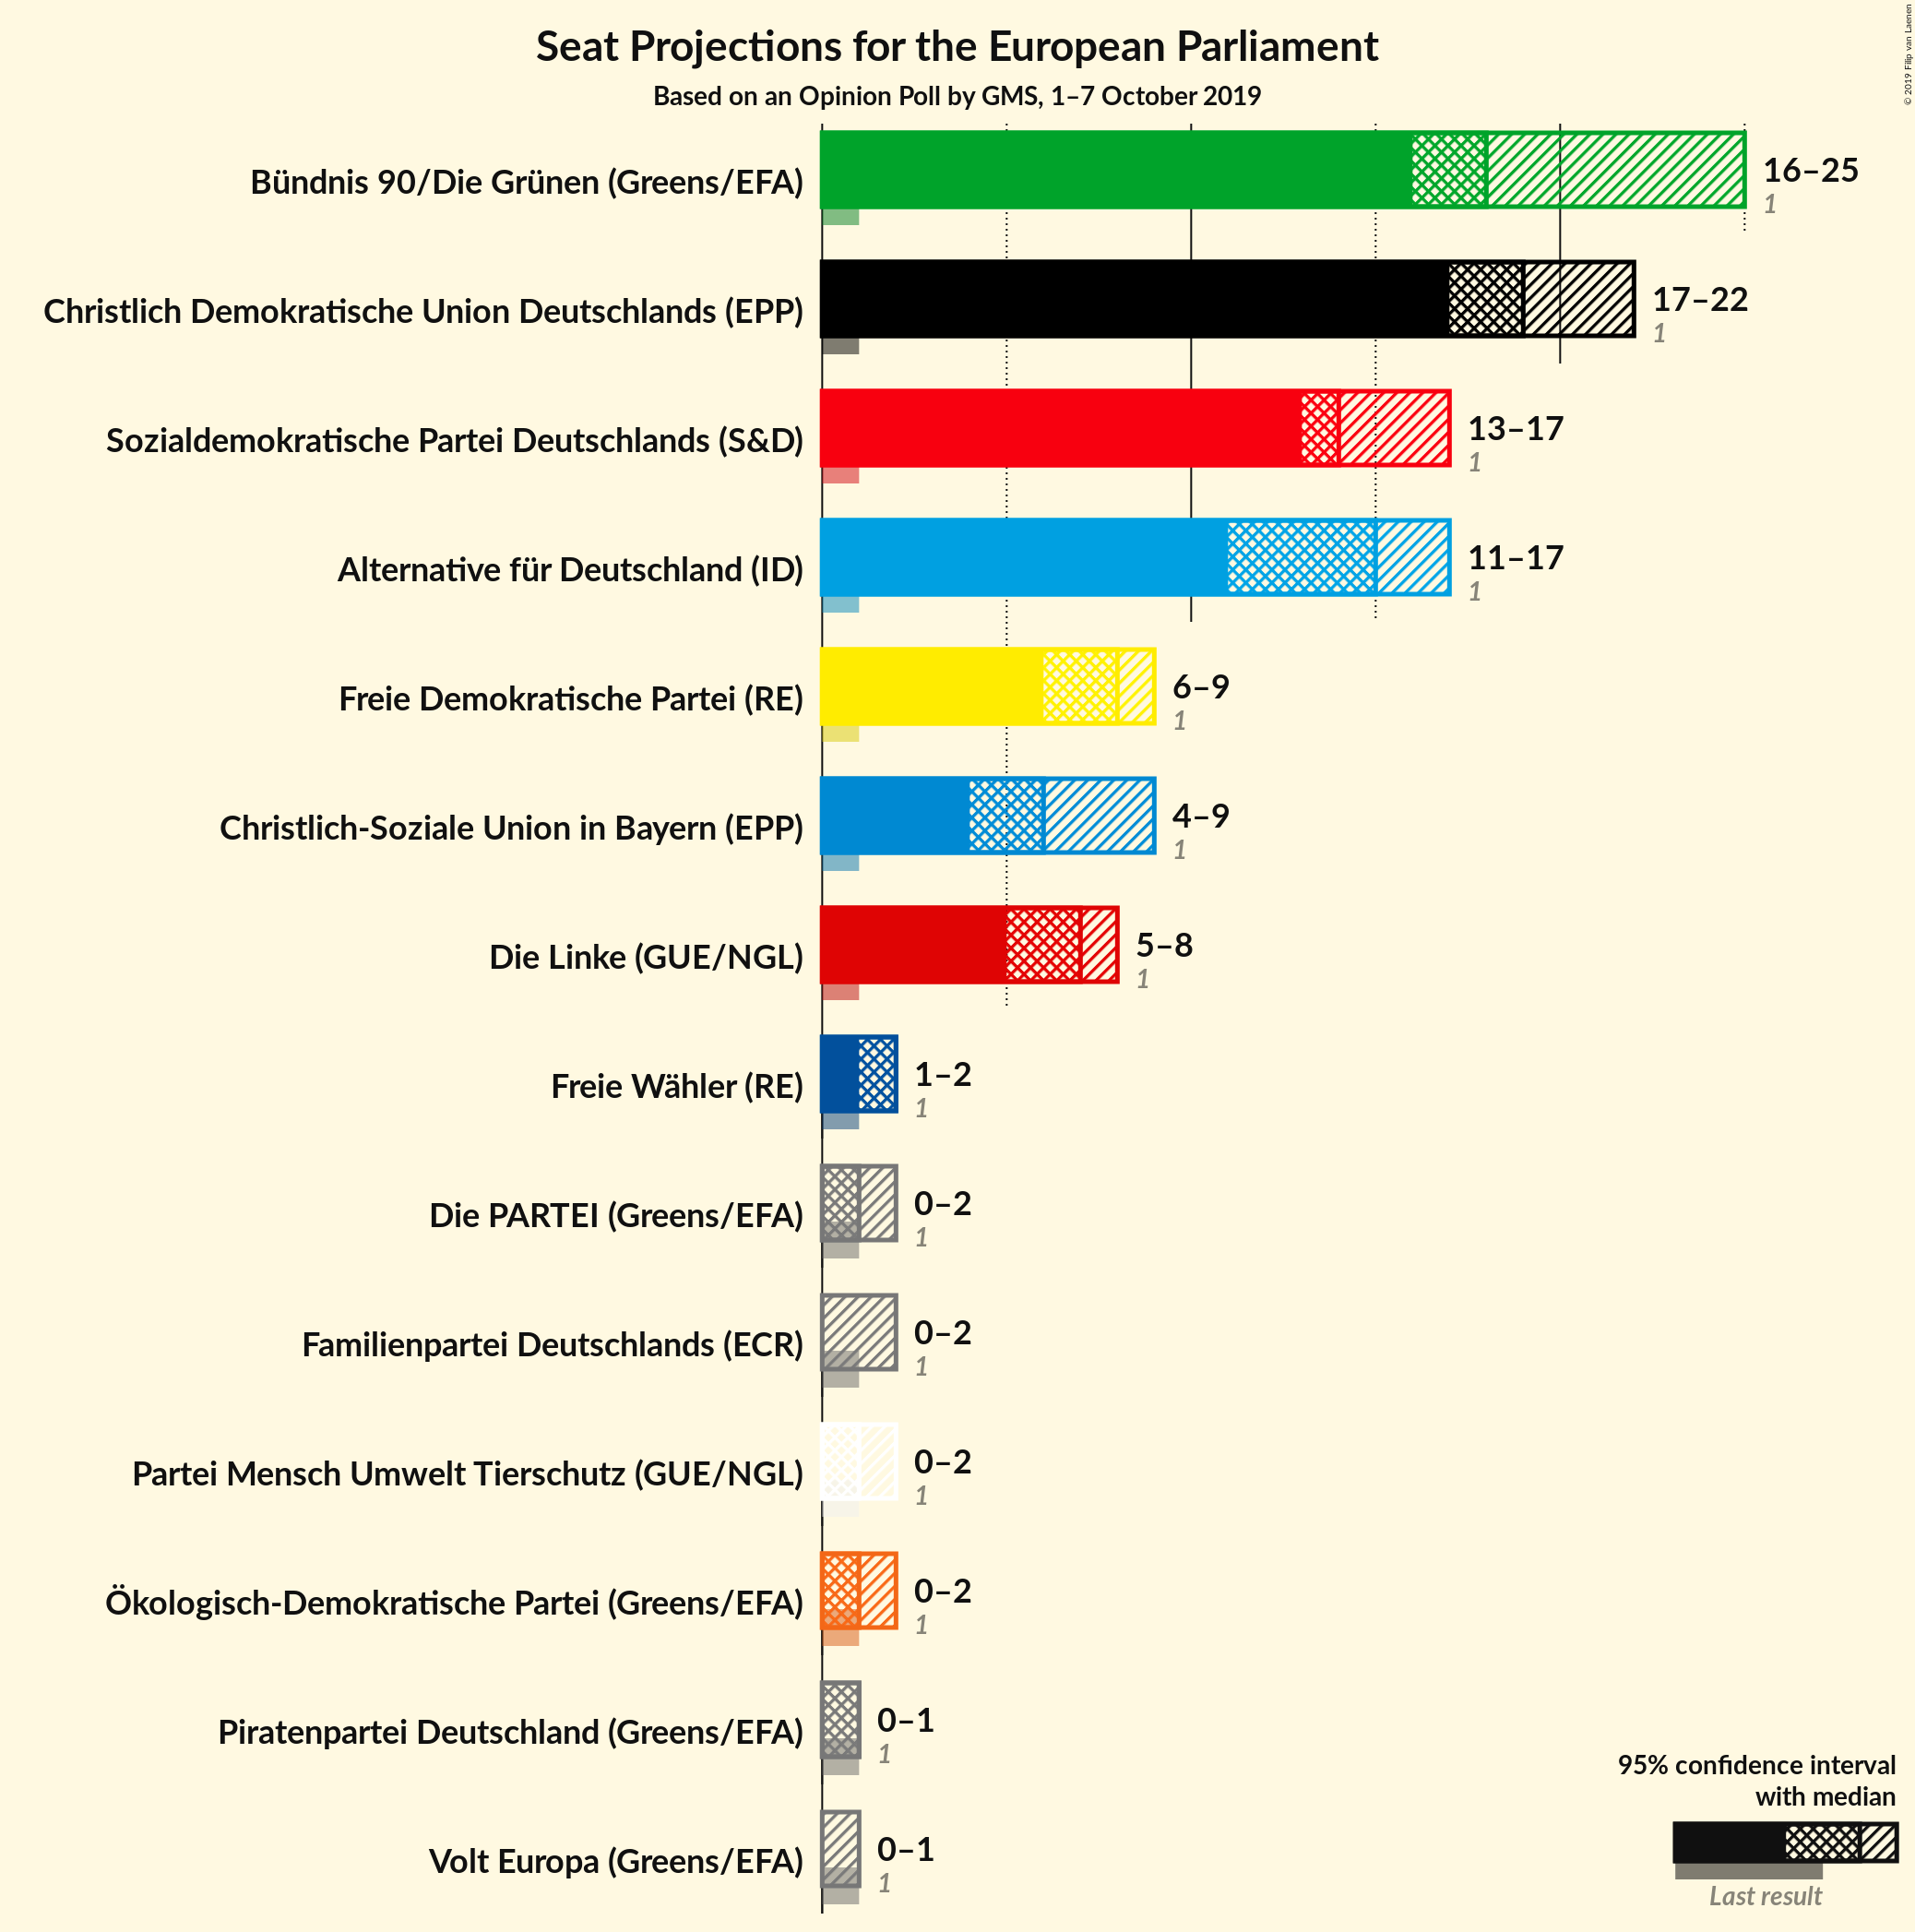 Seat Projections for the European Parliament
Based on an Opinion Poll by GMS, 1–7 October 2019
© 2019 Filip van Laenen
Bündnis 90/Die Grünen (Greens/EFA)
16–25
1
Christlich Demokratische Union Deutschlands (EPP)
17–22
1
Sozialdemokratische Partei Deutschlands (S&D)
13–17
1
Alternative für Deutschland (ID)
11–17
1
Freie Demokratische Partei (RE)
6–9
1
Christlich-Soziale Union in Bayern (EPP)
4–9
1
Die Linke (GUE/NGL)
5–8
1
Freie Wähler (RE)
1–2
1
Die PARTEI (Greens/EFA)
0–2
1
Familienpartei Deutschlands (ECR)
0–2
1
Partei Mensch Umwelt Tierschutz (GUE/NGL)
0–2
1
Ökologisch-Demokratische Partei (Greens/EFA)
0–2
1
Piratenpartei Deutschland (Greens/EFA)
0–1
1
Volt Europa (Greens/EFA)
0–1
1
95% confidence interval
with median
Last result